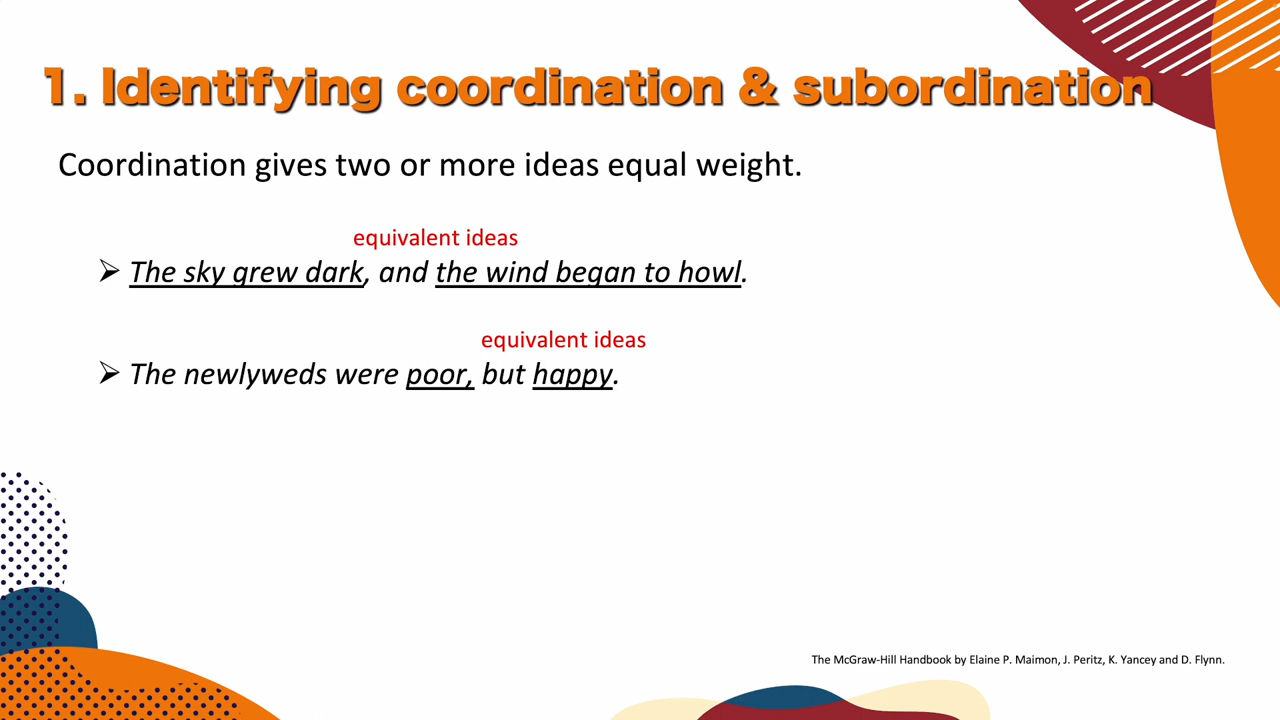 1. Identifying coordination & subordination
Coordination gives two or more ideas equal weight.
equivalent ideas
➢ The sky grew dark, and the wind began to howl.
equivalent ideas
➢ The newlyweds were poor, but happy.
The McGraw-Hill Handbook by Elaine P. Maimon, J. Peritz, K. Yancey and D. Flynn.